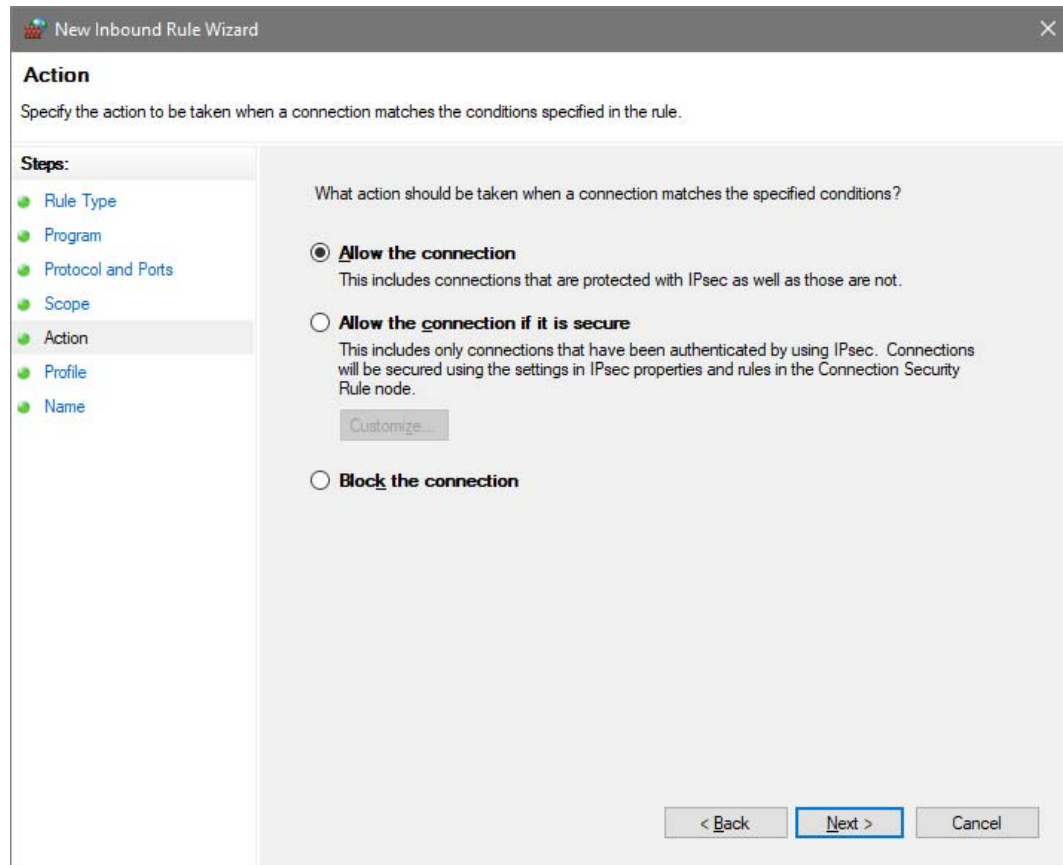 New Inbound Rule Wizard
Action
Specify the action to be taken when a connection matches the conditions specified in the rule.
Steps:
Rule Type
Program
Protocol and Ports
Scope
Action
Profile
Name
What action should be taken when a connection matches the specified conditions?
Allow the connection
This includes connections that are protected with IPsec as well as those are not.
Allow the connection if it is secure
This includes only connections that have been authenticated by using IPsec. Connections
will be secured using the settings in IPsec properties and rules in the Connection Security
Rule node.
Customize...
Block the connection
< Back
Next >
Cancel